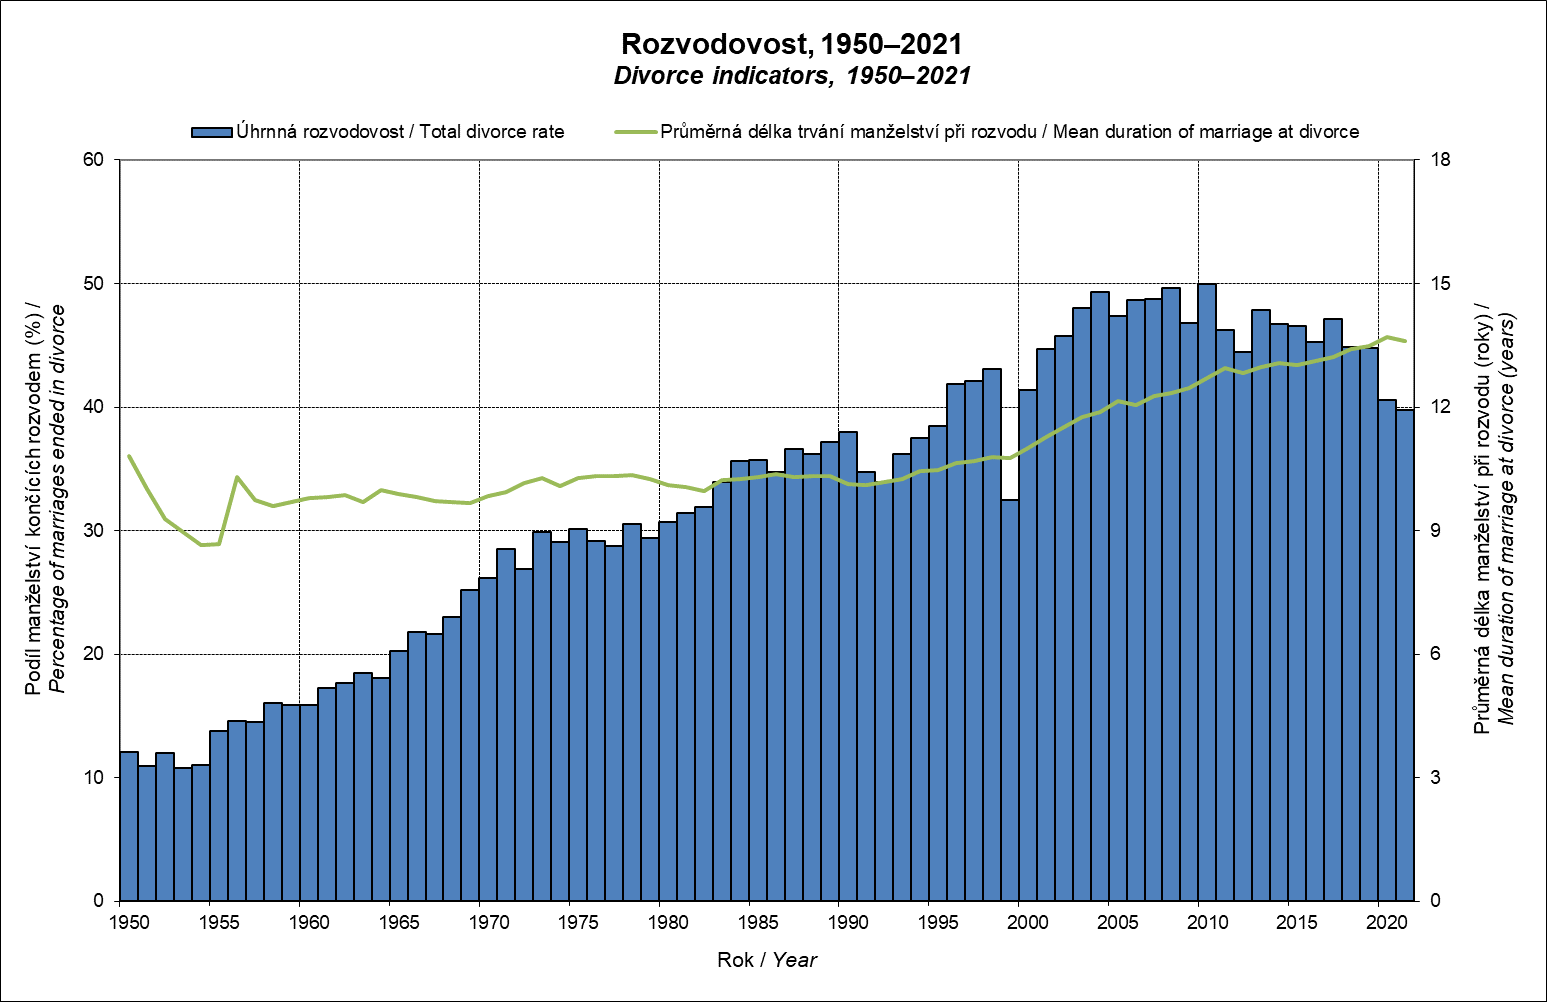 Rozvodovost, 1950–2021
Divorce indicators, 1950–2021
Úhrnná rozvodovost / Total divorce rate
Průměrná délka trvání manželství při rozvodu / Mean duration of marriage at divorce
Podíl manželství končících rozvodem (%) /
Percentage of marriages ended in divorce
60
50
40
30
20
10
0
18
15
12
9
6
3
0
Průměrná délka manželství při rozvodu (roky) /
Mean duration of marriage at divorce (years)
1950 1955 1960 1965 1970 1975 1980 1985 1990 1995 2000 2005 2010 2015 2020
Rok / Year